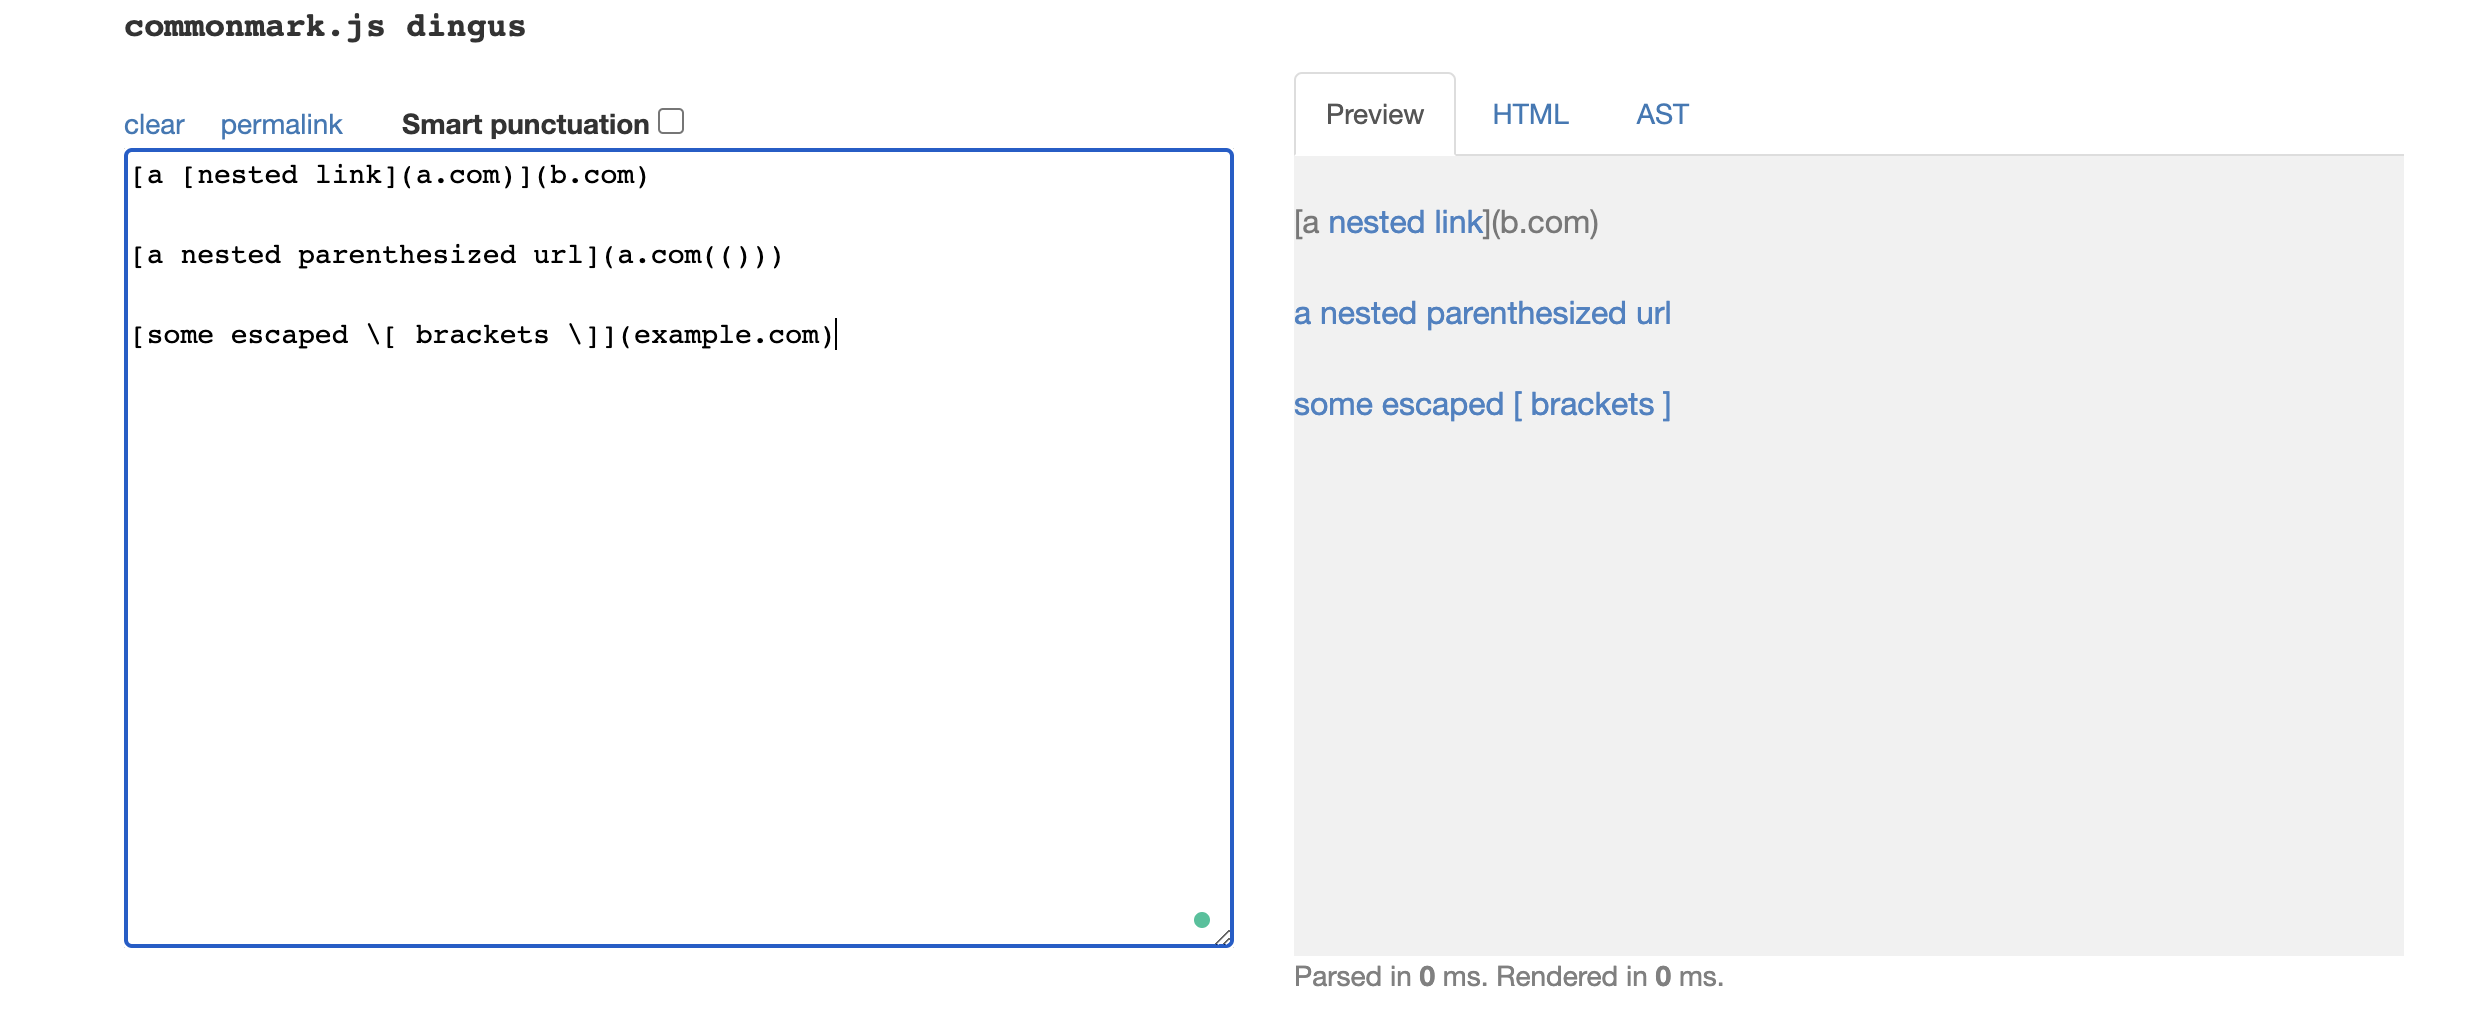 commonmark.js dingus
clear permalink Smart punctuation
[a [nested link](a.com)](b.com)
[a nested parenthesized url](a.com(()))
[some escaped \[ brackets \]](example.com)
Preview HTML AST
[a nested link](b.com)
a nested parenthesized url
some escaped [ brackets ]
Parsed in 0 ms. Rendered in 0 ms.